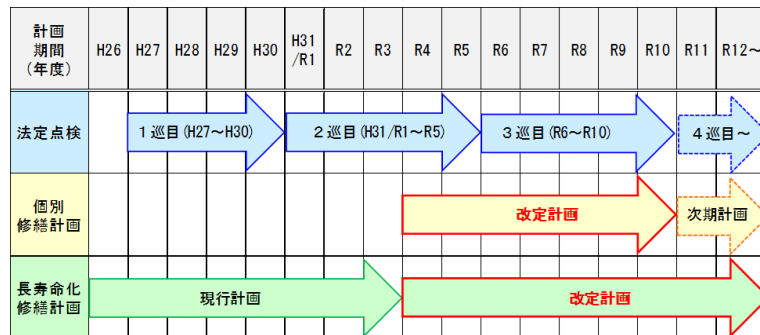 計画
期間
（年度）
H26
H27
H28
H29
H30
H31
/R1
R2
R3
R4
R5
R6
R7
R8
R9
R10
R11
R12～
法定点検
１巡目(H27～H30)
２巡目(H31/R1～R5)
３巡目(R6～R10)
４巡目～
個別
修繕計画
改定計画
次期計画
長寿命化
修繕計画
現行計画
改定計画